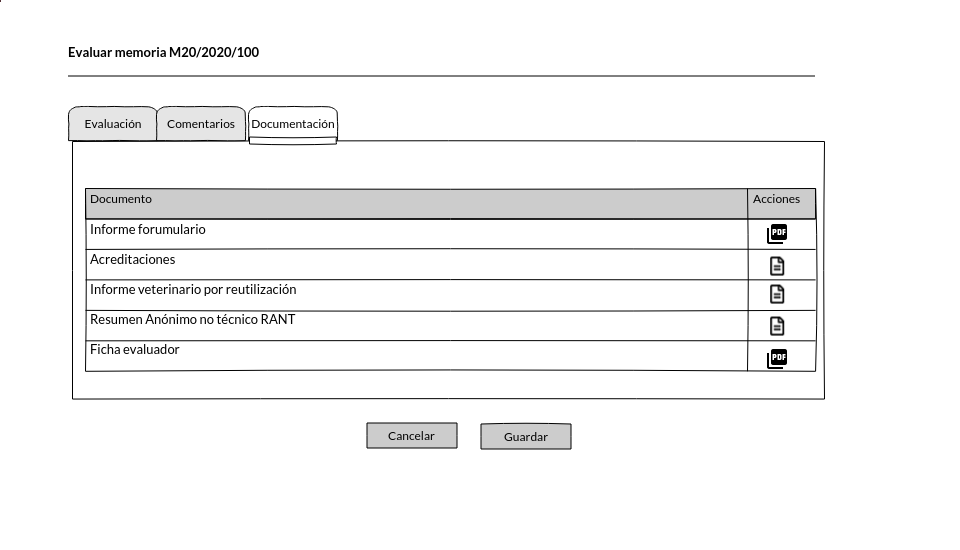 Evaluar memoria M20/2020/100
Evaluación Comentarios Documentación
Documento Acciones
Informe forumulario PDF
Acreditaciones
Informe veterinario por reutilización
Resumen Anónimo no técnico RANT
Ficha evaluador PDF
Cancelar Guardar